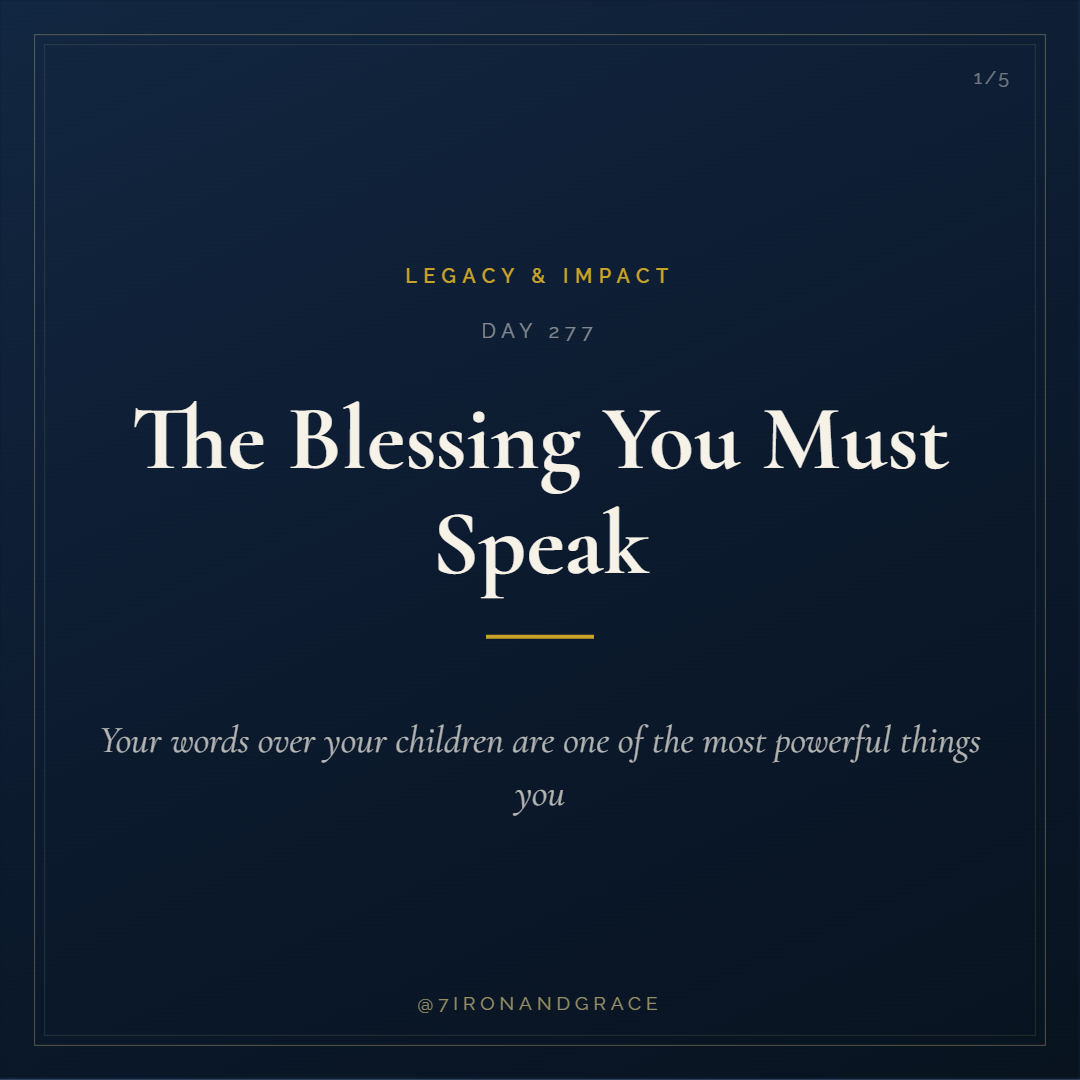 1/5
LEGACY & IMPACT
DAY 277
The Blessing You Must
Speak
Your words over your children are one of the most powerful things
you
@7IRONANDGRACE